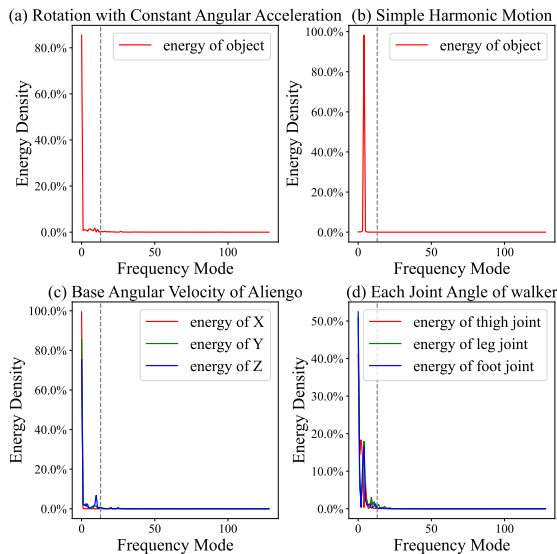 (a) Rotation with Constant Angular Acceleration
energy of object
80.0%
60.0%
40.0%
20.0%
0.0%
Energy Density
0
50
100
Frequency Mode
(b) Simple Harmonic Motion
energy of object
100.0%
80.0%
60.0%
40.0%
20.0%
0.0%
Energy Density
0
50
100
Frequency Mode
(c) Base Angular Velocity of Aliengo
energy of X
energy of Y
energy of Z
100.0%
80.0%
60.0%
40.0%
20.0%
0.0%
Energy Density
0
50
100
Frequency Mode
(d) Each Joint Angle of walker
energy of thigh joint
energy of leg joint
energy of foot joint
50.0%
40.0%
30.0%
20.0%
10.0%
0.0%
Energy Density
0
50
100
Frequency Mode